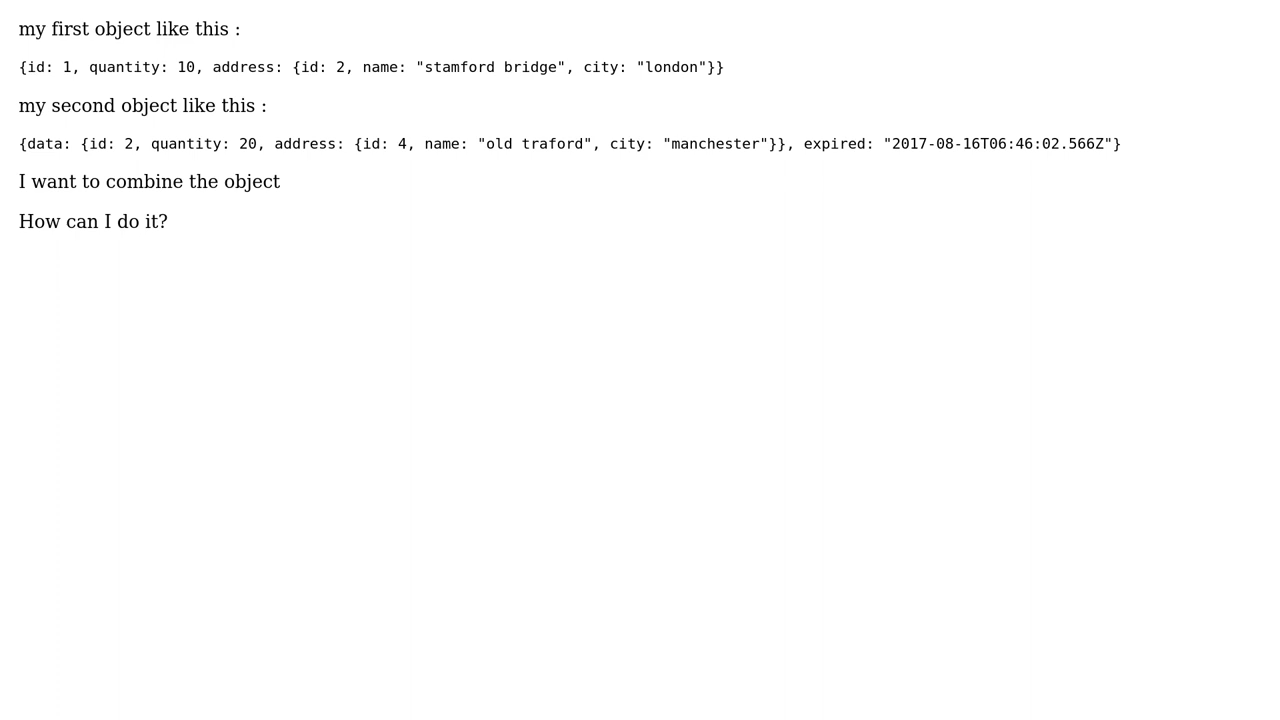 my first object like this :
{id: 1, quantity: 10, address: {id: 2, name: "stamford bridge", city: "london"}}
my second object like this :
{data: {id: 2, quantity: 20, address: {id: 4, name: "old traford", city: "manchester"}}, expired: "2017-08-16T06:46:02.566Z"}
I want to combine the object
How can I do it?